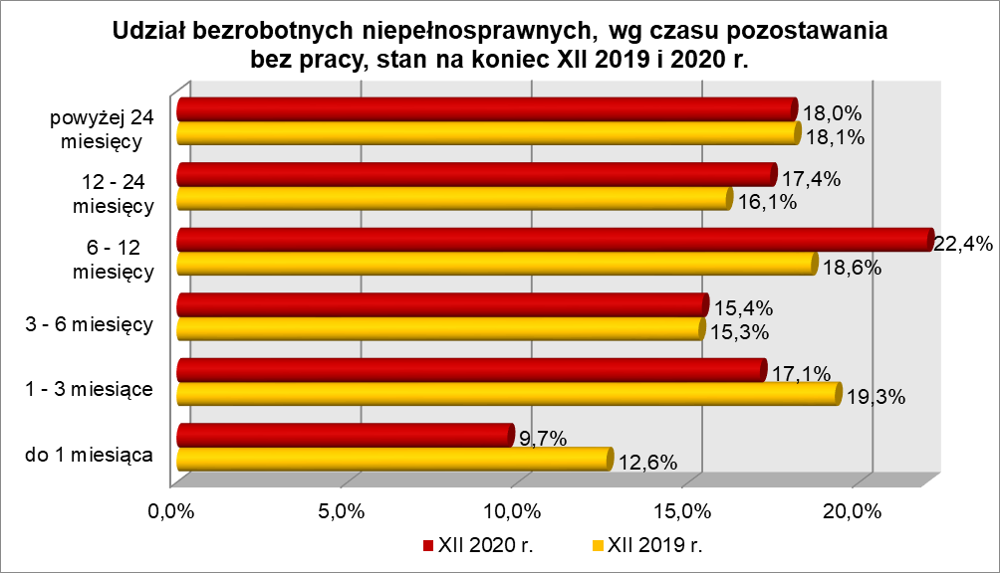 Udział bezrobotnych niepełnosprawnych, wg czasu pozostawania
bez pracy, stan na koniec XII 2019 i 2020 r.
powyżej 24
miesięcy
18,0%
18,1%
12 - 24
miesięcy
17,4%
16,1%
6 - 12
miesięcy
22,4%
18,6%
3 - 6 miesięcy
15,4%
15,3%
1 - 3 miesiące
17,1%
19,3%
do 1 miesiąca
9,7%
12,6%
0,0% 5,0% 10,0% 15,0% 20,0%
XII 2020 r. XII 2019 r.